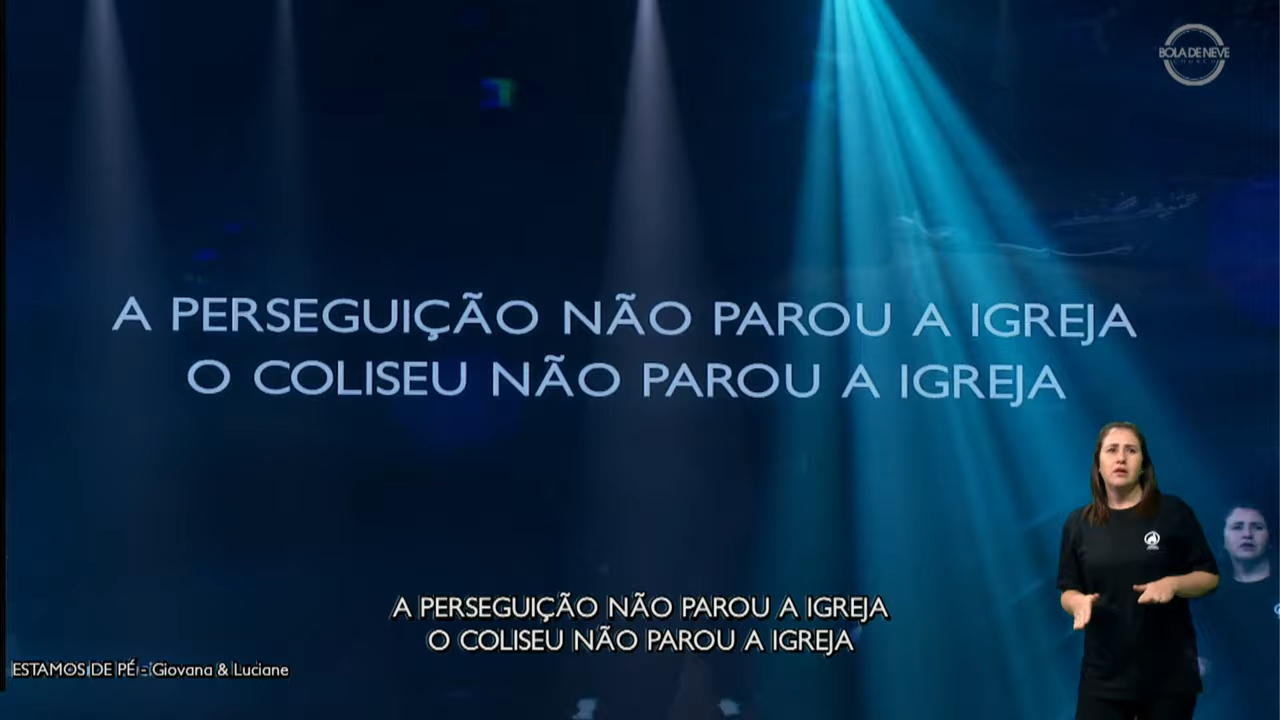 BOLA DE NEVE
CHURCH
A PERSEGUIÇÃO NÃO PAROU A IGREJA
O COLISEU NÃO PAROU A IGREJA
A PERSEGUIÇÃO NÃO PAROU A IGREJA
O COLISEU NÃO PAROU A IGREJA
ESTAMOS DE PÉ - Giovana & Luciane